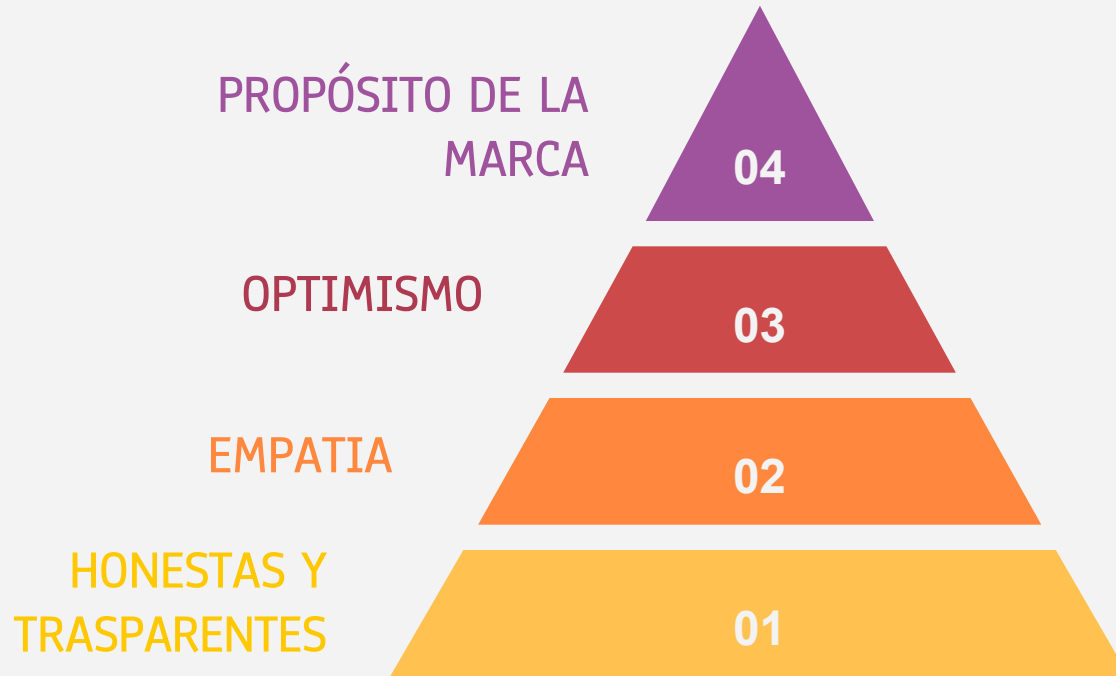 PROPÓSITO DE LA
MARCA
04
OPTIMISMO
03
EMPATIA
02
HONESTAS Y
TRASPARENTES
01